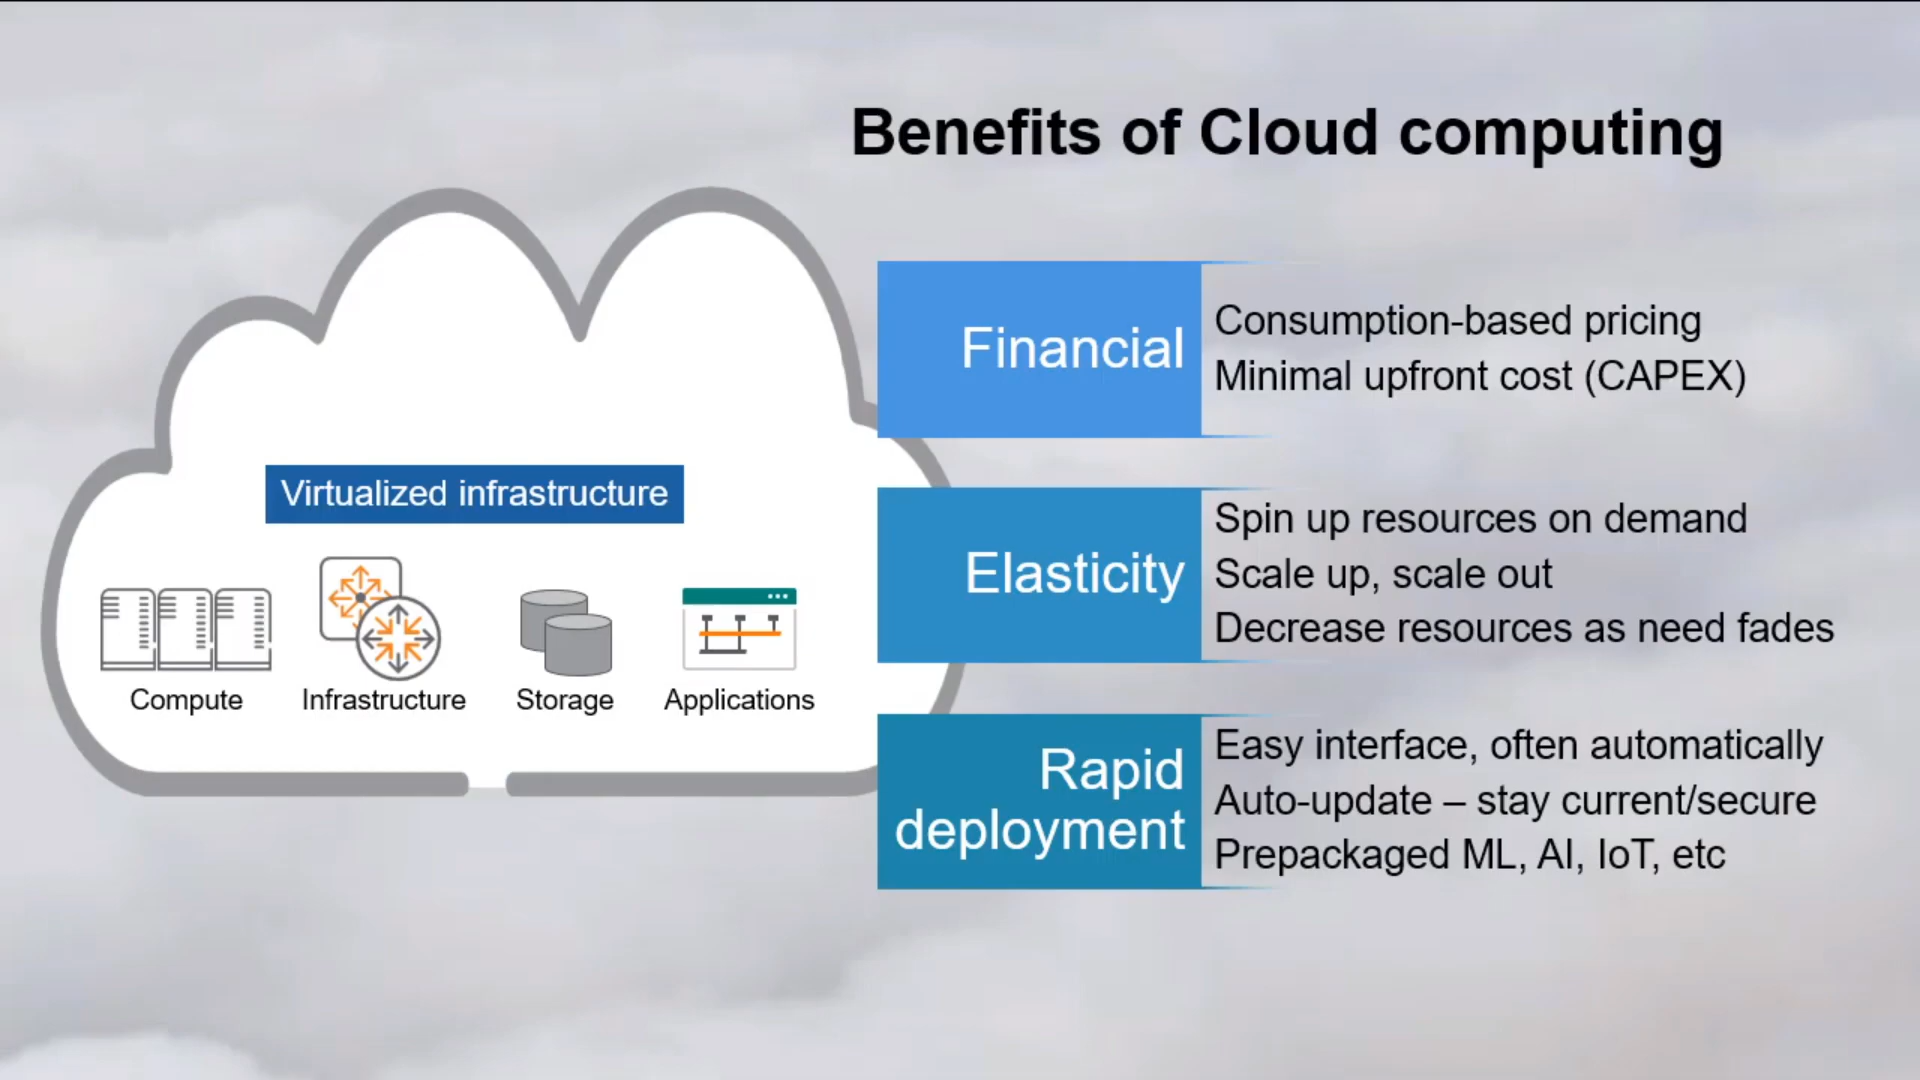 Benefits of Cloud computing
Virtualized infrastructure
Compute
Infrastructure
Storage
Applications
Financial
Consumption-based pricing
Minimal upfront cost (CAPEX)
Elasticity
Spin up resources on demand
Scale up, scale out
Decrease resources as need fades
Rapid
deployment
Easy interface, often automatically
Auto-update – stay current/secure
Prepackaged ML, AI, IoT, etc